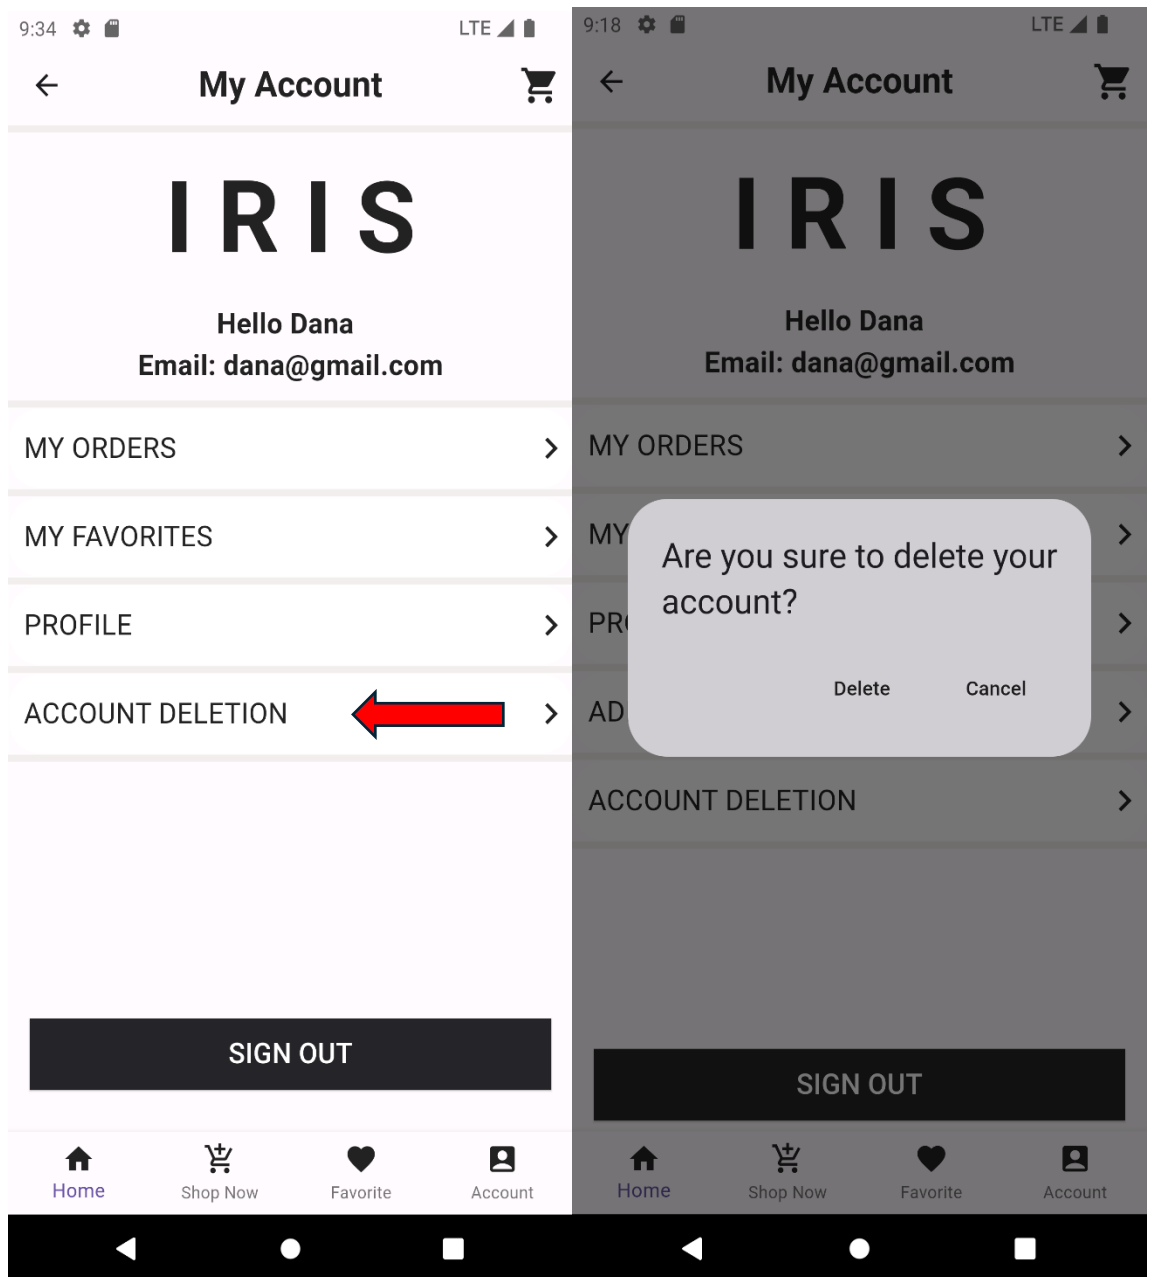 9:34
LTE
My Account
I R I S
Hello Dana
Email: dana@gmail.com
MY ORDERS
MY FAVORITES
PROFILE
ACCOUNT DELETION
SIGN OUT
Home
Shop Now
Favorite
Account
9:18
LTE
My Account
I R I S
Hello Dana
Email: dana@gmail.com
MY ORDERS
MY
PR
AD
Are you sure to delete your
account?
Delete
Cancel
ACCOUNT DELETION
SIGN OUT
Home
Shop Now
Favorite
Account